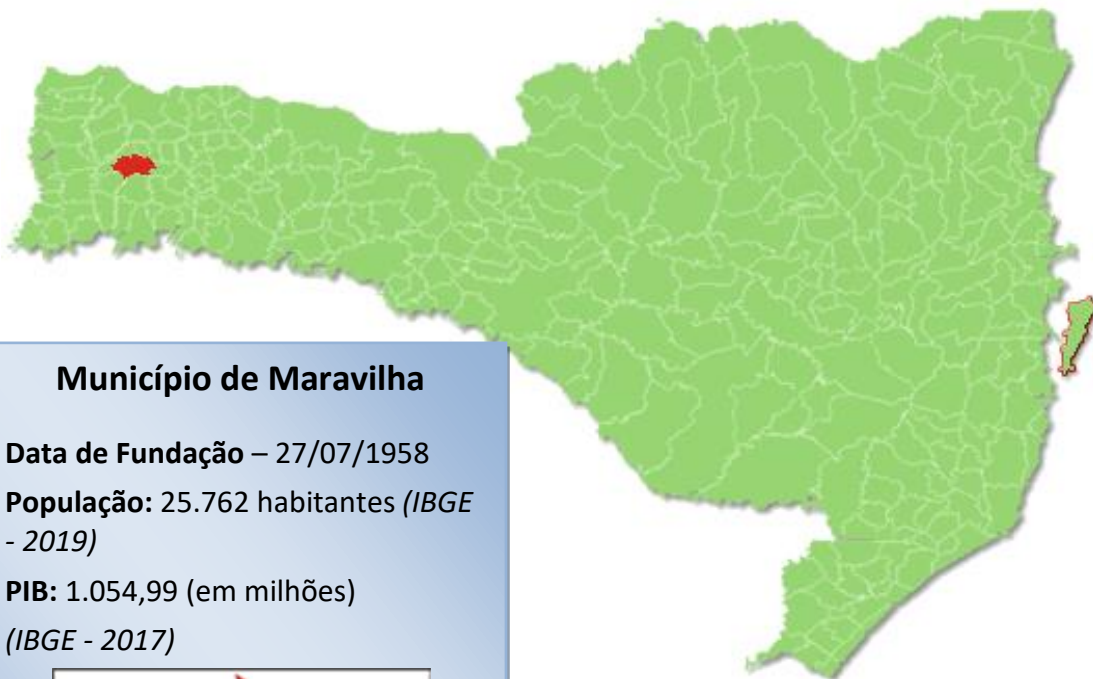 Município de Maravilha
Data de Fundação – 27/07/1958
População: 25.762 habitantes (IBGE
- 2019)
PIB: 1.054,99 (em milhões)
(IBGE - 2017)